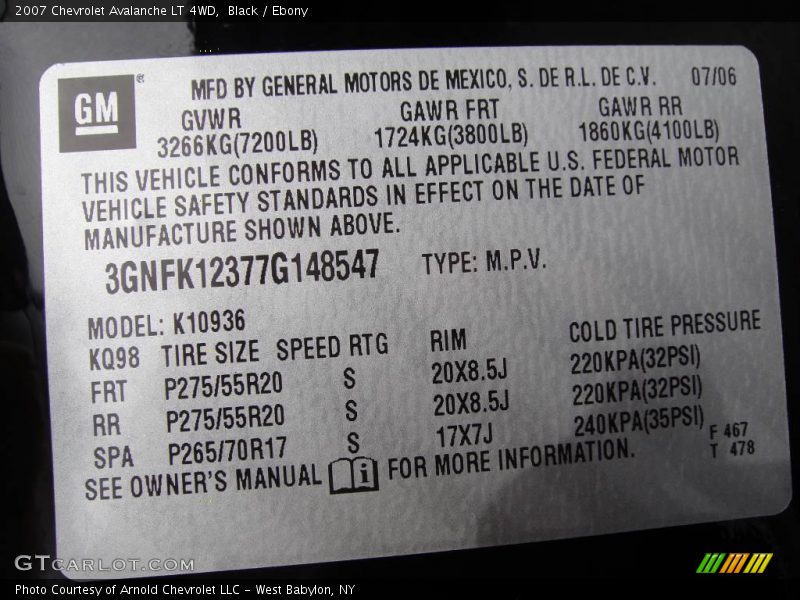 2007 Chevrolet Avalanche LT 4WD, Black / Ebony
GM ® MFD BY GENERAL MOTORS DE MEXICO, S. DE R.L. DE C.V. 07/06
GVWR GAWR FRT GAWR RR
3266KG(7200LB) 1724KG(3800LB) 1860KG(4100LB)
THIS VEHICLE CONFORMS TO ALL APPLICABLE U.S. FEDERAL MOTOR
VEHICLE SAFETY STANDARDS IN EFFECT ON THE DATE OF
MANUFACTURE SHOWN ABOVE.
3GNFK12377G148547 TYPE: M.P.V.
MODEL: K10936
KQ98 TIRE SIZE SPEED RTG RIM COLD TIRE PRESSURE
FRT P275/55R20 S 20X8.5J 220KPA(32PSI)
RR P275/55R20 S 20X8.5J 220KPA(32PSI)
SPA P265/70R17 S 17X7J 240KPA(35PSI) F 467
T 478
SEE OWNER'S MANUAL i FOR MORE INFORMATION.
GTCARLOT.COM
Photo Courtesy of Arnold Chevrolet LLC - West Babylon, NY